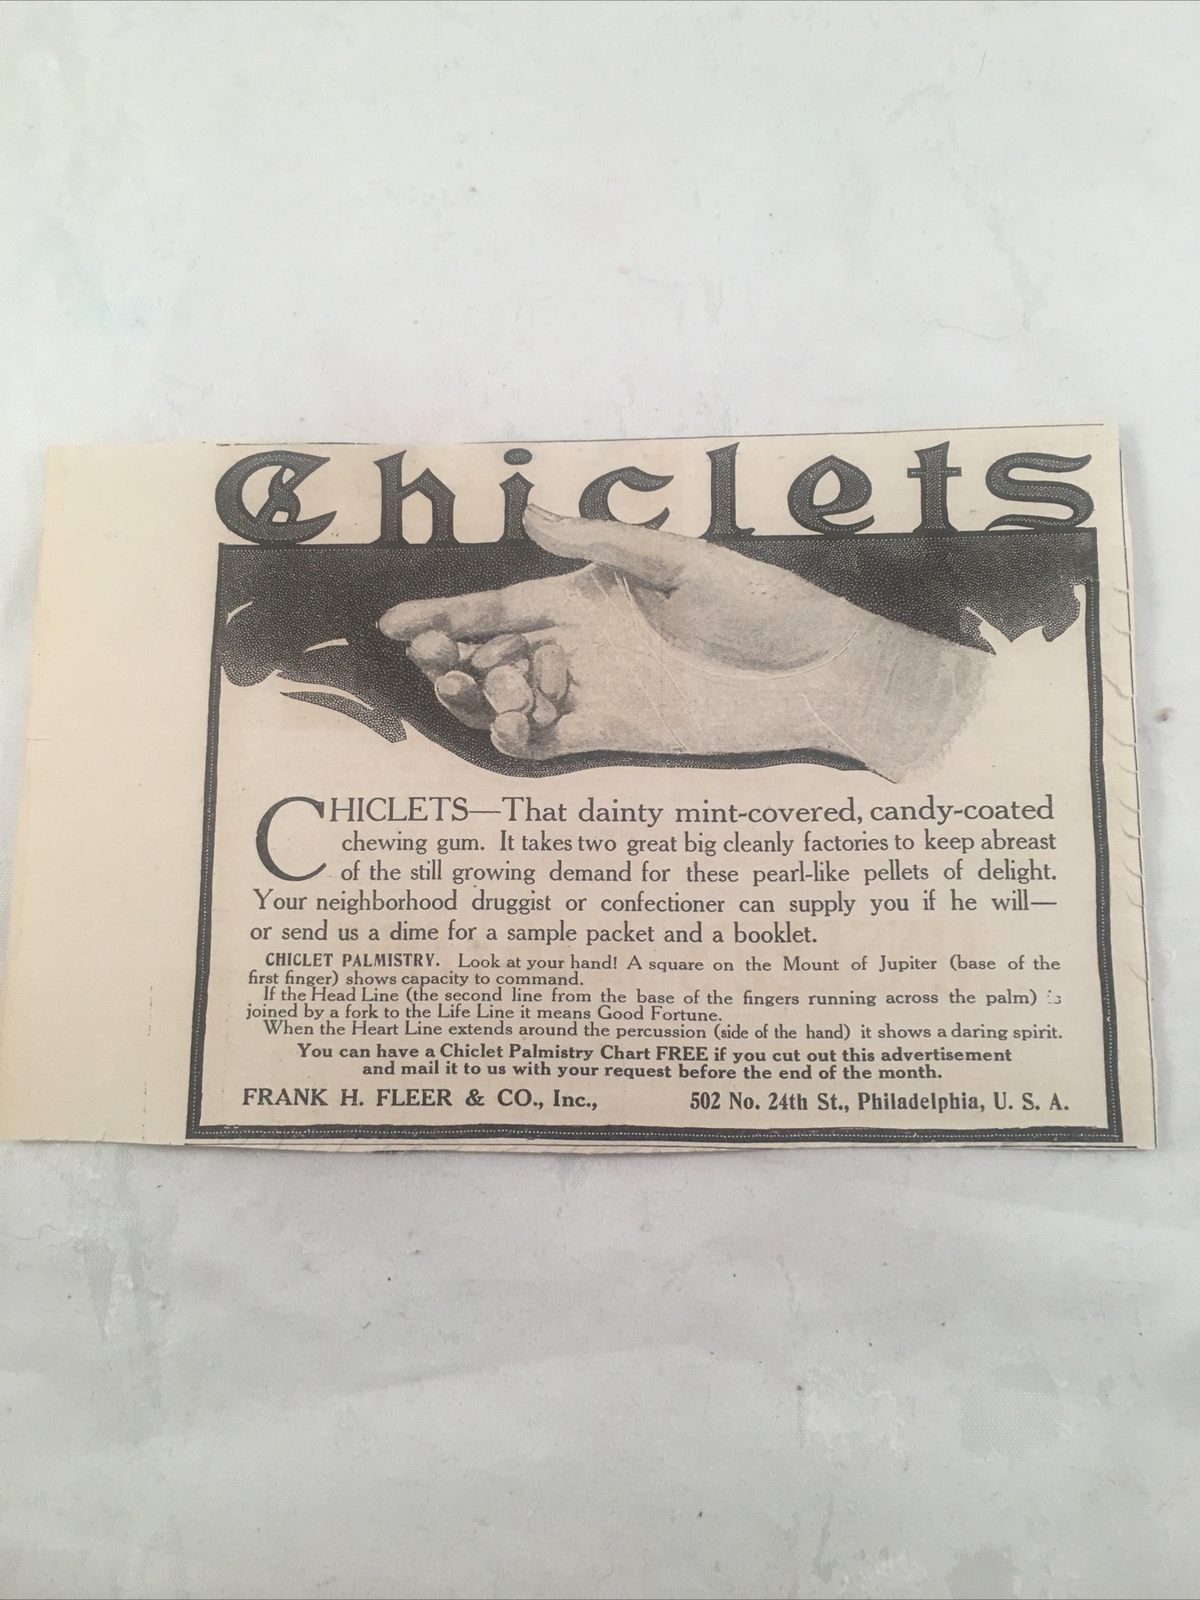 Chiclets
CHICLETS—That dainty mint-covered, candy-coated
chewing gum. It takes two great big cleanly factories to keep abreast
of the still growing demand for these pearl-like pellets of delight.
Your neighborhood druggist or confectioner can supply you if he will—
or send us a dime for a sample packet and a booklet.
CHICLET PALMISTRY. Look at your hand! A square on the Mount of Jupiter (base of the
first finger) shows capacity to command.
If the Head Line (the second line from the base of the fingers running across the palm) is
joined by a fork to the Life Line it means Good Fortune.
When the Heart Line extends around the percussion (side of the hand) it shows a daring spirit.
You can have a Chiclet Palmistry Chart FREE if you cut out this advertisement
and mail it to us with your request before the end of the month.
FRANK H. FLEER & CO., Inc., 502 No. 24th St., Philadelphia, U. S. A.